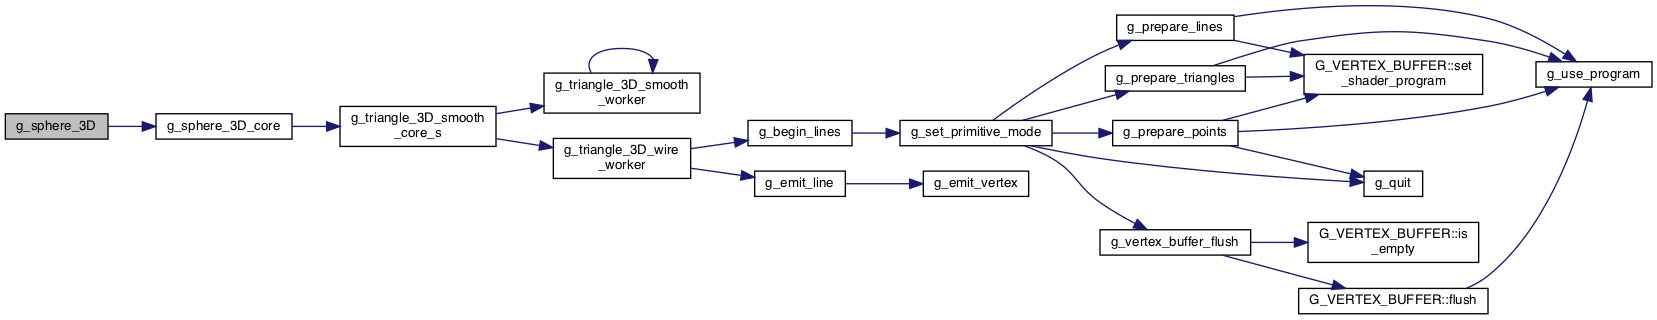 g_sphere_3D
g_sphere_3D_core
g_triangle_3D_smooth
_core_s
g_triangle_3D_smooth
_worker
g_triangle_3D_wire
_worker
g_begin_lines
g_emit_line
g_set_primitive_mode
g_emit_vertex
g_prepare_lines
g_prepare_triangles
g_prepare_points
g_vertex_buffer_flush
G_VERTEX_BUFFER::set
_shader_program
g_quit
G_VERTEX_BUFFER::is
_empty
G_VERTEX_BUFFER::flush
g_use_program